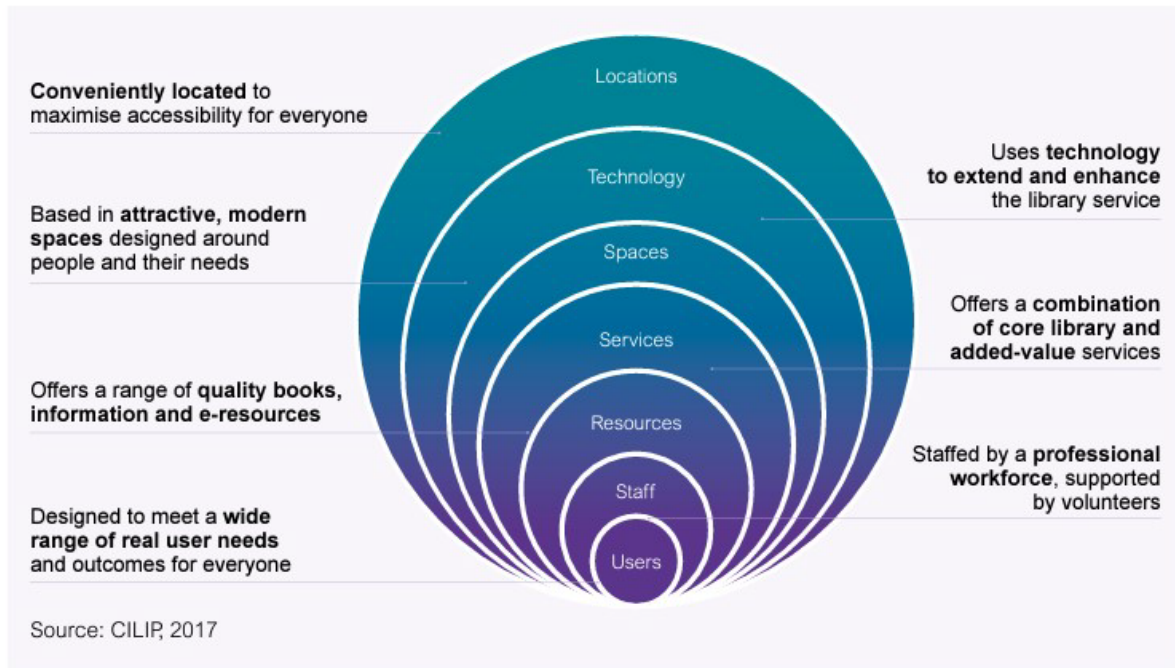 Conveniently located to
maximise accessibility for everyone
Based in attractive, modern
spaces designed around
people and their needs
Offers a range of quality books,
information and e-resources
Designed to meet a wide
range of real user needs
and outcomes for everyone
Locations
Technology
Spaces
Services
Resources
Staff
Users
Uses technology
to extend and enhance
the library service
Offers a combination
of core library and
added-value services
Staffed by a professional
workforce, supported
by volunteers
Source: CILIP, 2017